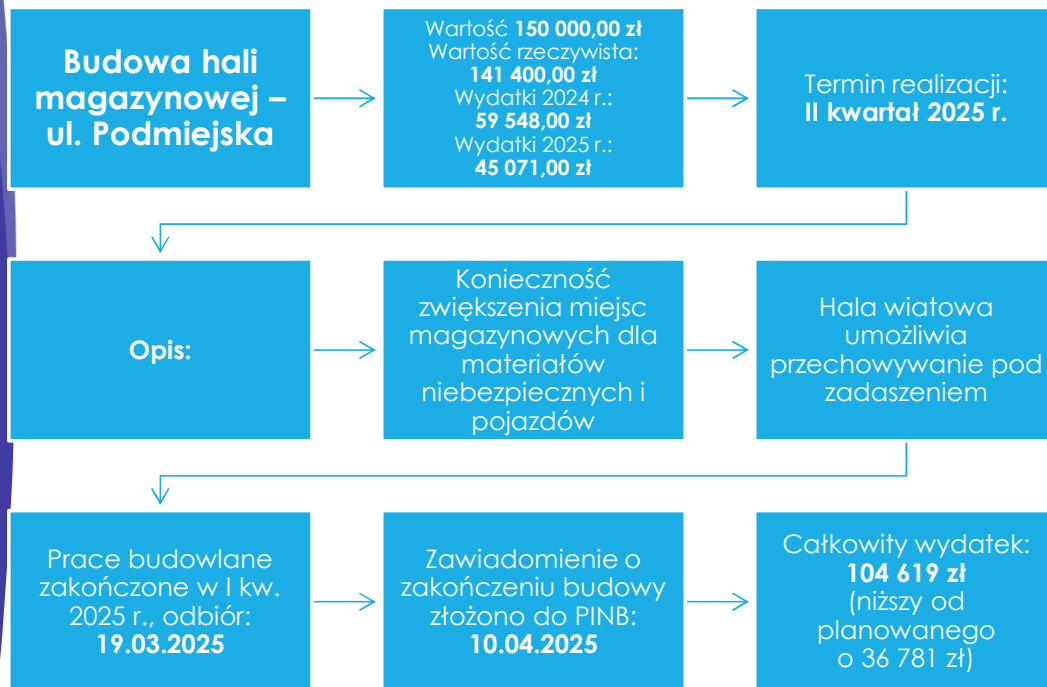 Budowa hali
magazynowej –
ul. Podmiejska
Wartość 150 000,00 zł
Wartość rzeczywista:
141 400,00 zł
Wydatki 2024 r.:
59 548,00 zł
Wydatki 2025 r.:
45 071,00 zł
Termin realizacji:
II kwartał 2025 r.
Opis:
Konieczność
zwiększenia miejsc
magazynowych dla
materiałów
niebezpiecznych i
pojazdów
Hala wiatowa
umożliwia
przechowywanie pod
zadaszeniem
Prace budowlane
zakończone w I kw.
2025 r., odbiór:
19.03.2025
Zawiadomienie o
zakończeniu budowy
złożono do PINB:
10.04.2025
Całkowity wydatek:
104 619 zł
(niższy od
planowanego
o 36 781 zł)